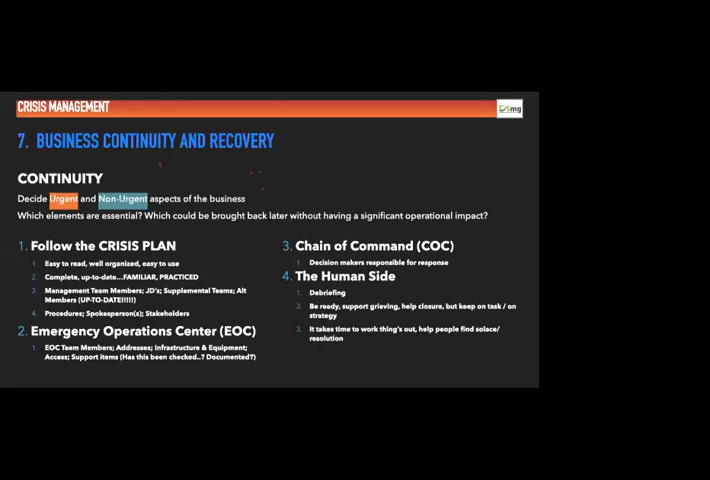 CRISIS MANAGEMENT
5mg
7. BUSINESS CONTINUITY AND RECOVERY
CONTINUITY
Decide Urgent and Non-Urgent aspects of the business
Which elements are essential? Which could be brought back later without having a significant operational impact?
1. Follow the CRISIS PLAN
1. Easy to read, well organized, easy to use
2. Complete, up-to-date...FAMILIAR, PRACTICED
3. Management Team Members; JD's; Supplemental Teams; Alt
Members (UP-TO-DATE!!!!!)
4. Procedures; Spokesperson(s); Stakeholders
2. Emergency Operations Center (EOC)
1. EOC Team Members; Addresses; Infrastructure & Equipment;
Access; Support items (Has this been checked..? Documented?)
3. Chain of Command (COC)
1. Decision makers responsible for response
4. The Human Side
1. Debriefing
2. Be ready, support grieving, help closure, but keep on task / on
strategy
3. It takes time to work thing's out, help people find solace/
resolution